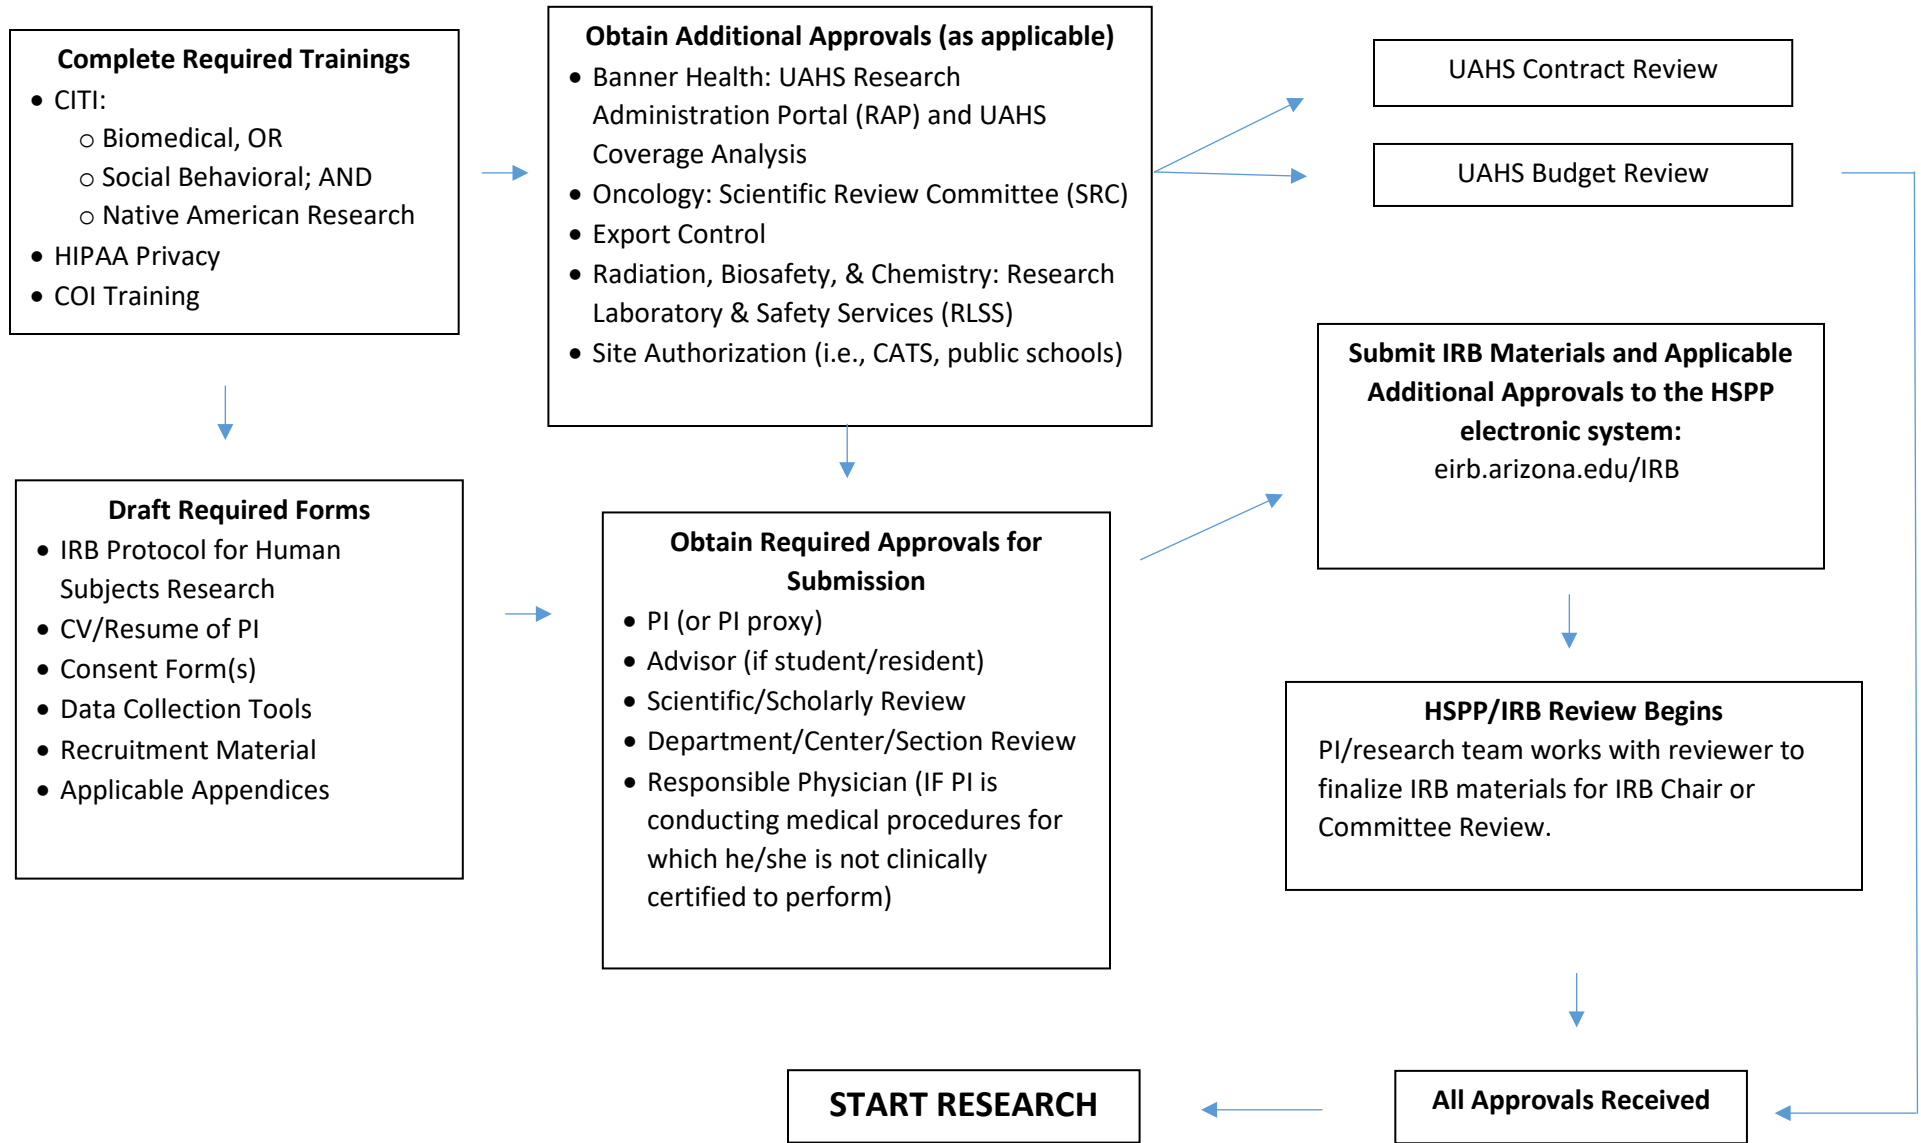 Complete Required Trainings
• CITI:
o Biomedical, OR
o Social Behavioral; AND
o Native American Research
• HIPAA Privacy
• COI Training
Obtain Additional Approvals (as applicable)
• Banner Health: UAHS Research
Administration Portal (RAP) and UAHS
Coverage Analysis
• Oncology: Scientific Review Committee (SRC)
• Export Control
• Radiation, Biosafety, & Chemistry: Research
Laboratory & Safety Services (RLSS)
• Site Authorization (i.e., CATS, public schools)
UAHS Contract Review
UAHS Budget Review
Draft Required Forms
• IRB Protocol for Human
Subjects Research
• CV/Resume of PI
• Consent Form(s)
• Data Collection Tools
• Recruitment Material
• Applicable Appendices
Obtain Required Approvals for
Submission
• PI (or PI proxy)
• Advisor (if student/resident)
• Scientific/Scholarly Review
• Department/Center/Section Review
• Responsible Physician (IF PI is
conducting medical procedures for
which he/she is not clinically
certified to perform)
Submit IRB Materials and Applicable
Additional Approvals to the HSPP
electronic system:
eirb.arizona.edu/IRB
HSPP/IRB Review Begins
PI/research team works with reviewer to
finalize IRB materials for IRB Chair or
Committee Review.
All Approvals Received
START RESEARCH